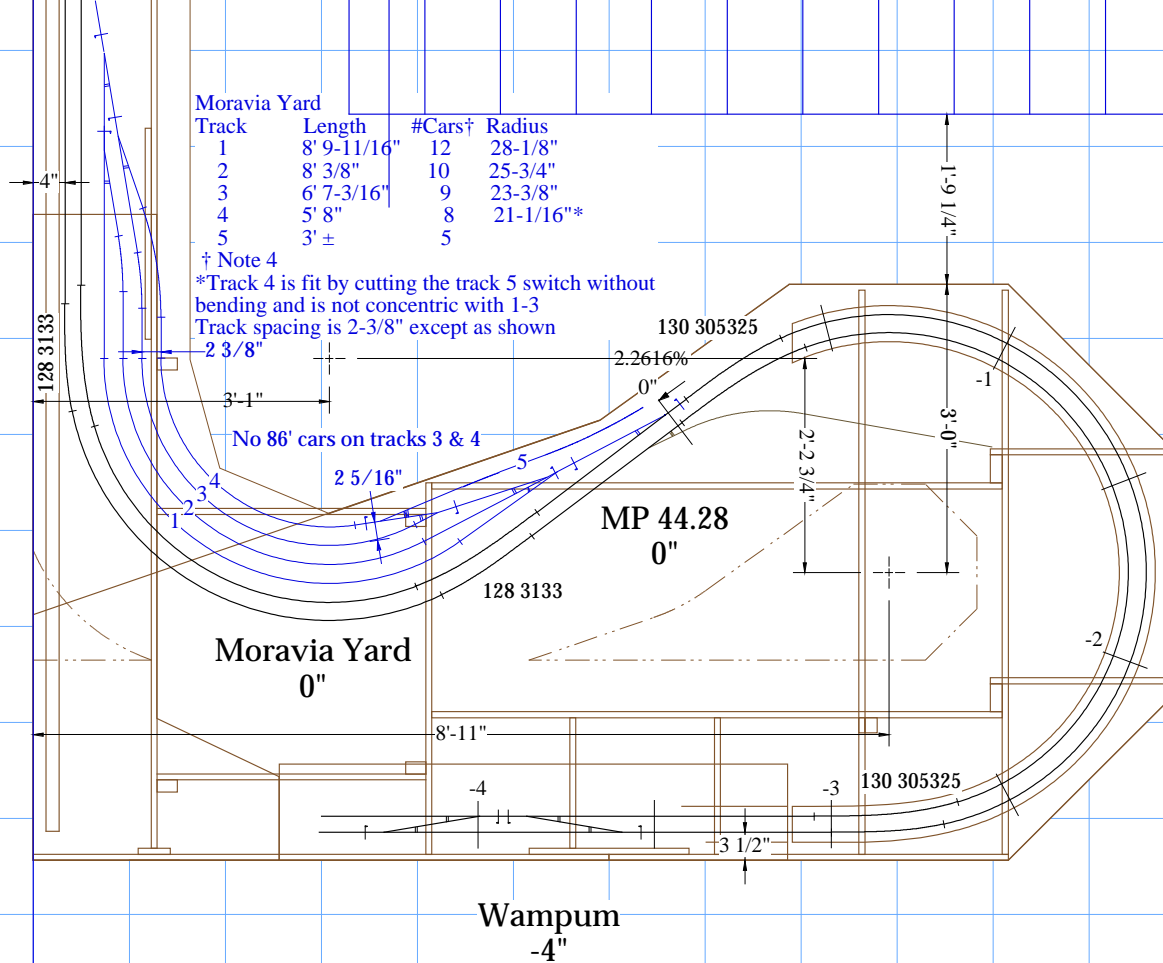 Moravia Yard
Track Length #Cars† Radius
1 8' 9-11/16" 12 28-1/8"
2 8' 3/8" 10 25-3/4"
3 6' 7-3/16" 9 23-3/8"
4 5' 8" 8 21-1/16"*
5 3' ± 5
† Note 4
*Track 4 is fit by cutting the track 5 switch without
bending and is not concentric with 1-3
Track spacing is 2-3/8" except as shown
4"
1'-9 1/4"
128 3133
2 3/8"
130 305325
2.2616%
0"
-1
3'-1"
3'-0"
2'-2 3/4"
No 86' cars on tracks 3 & 4
2 5/16"
5
4
3
2
1
MP 44.28
0"
128 3133
Moravia Yard
0"
-2
8'-11"
-4
-3
130 305325
3 1/2"
Wampum
-4"